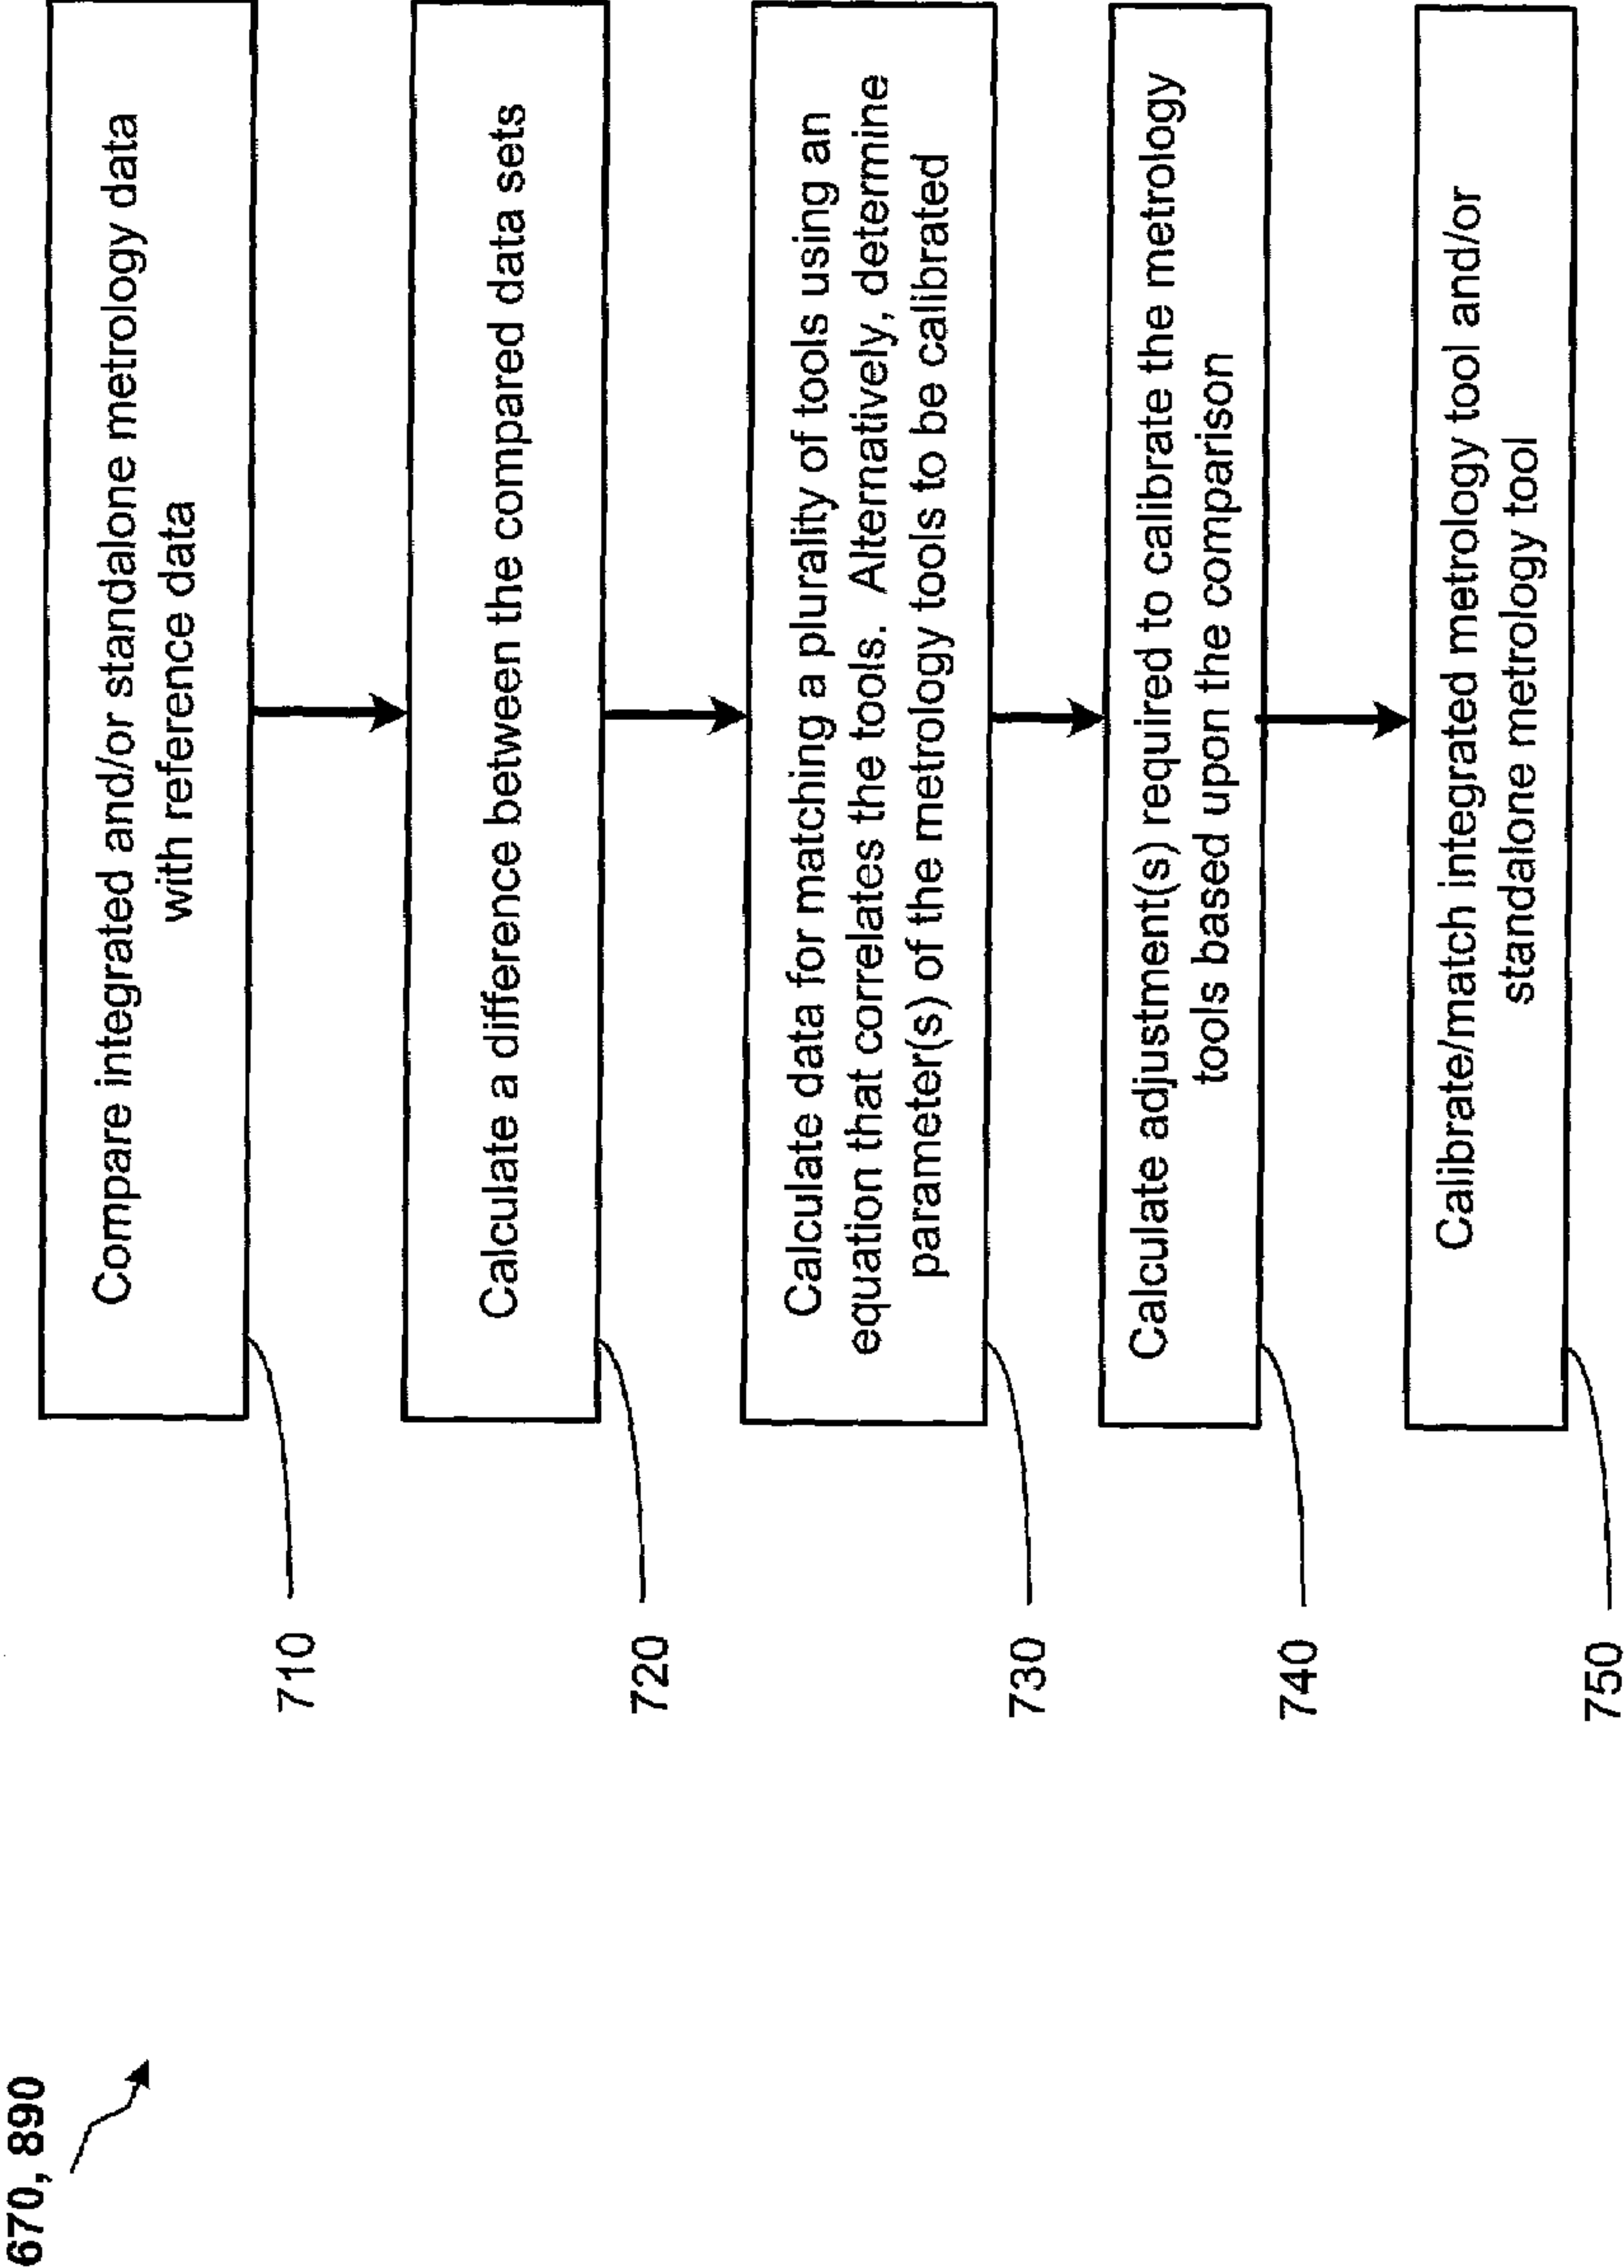 670, 890
710
Compare integrated and/or standalone metrology data
with reference data
720
Calculate a difference between the compared data sets
730
Calculate data for matching a plurality of tools using an
equation that correlates the tools.  Alternatively, determine
parameter(s) of the metrology tools to be calibrated
740
Calculate adjustment(s) required to calibrate the metrology
tools based upon the comparison
750
Calibrate/match integrated metrology tool and/or
standalone metrology tool